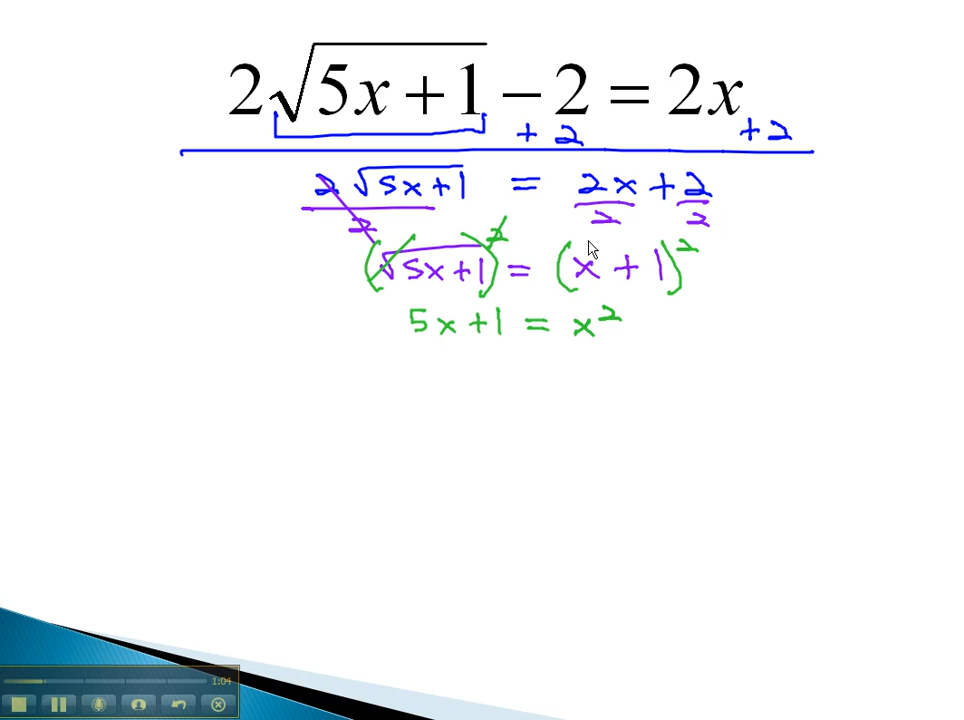 2√5x+1 − 2 = 2x
+ 2 +2
2 √5x+1 = 2x + 2
2 2 2
(√5x+1)² = (x + 1)²
5x+1 = x²
1:04